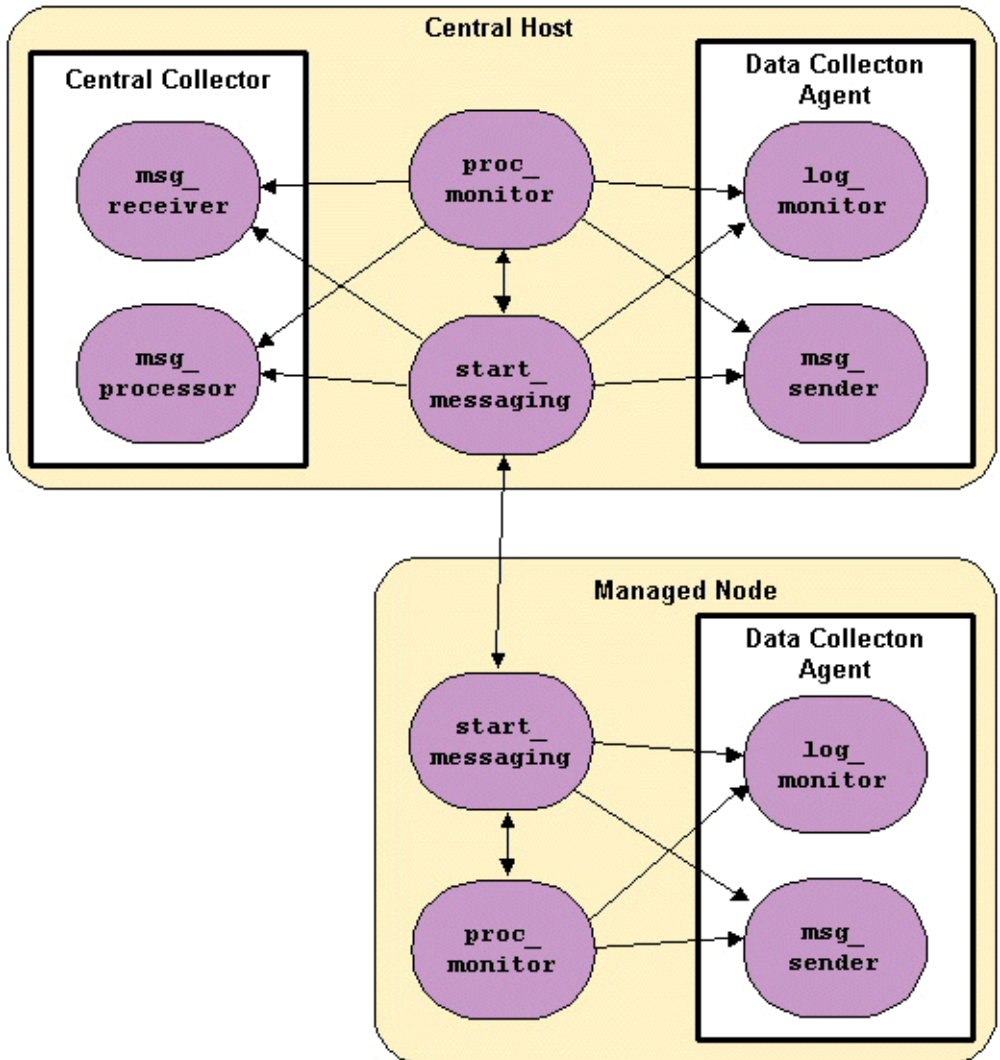 Central Host
Central Collector
Data Collecton
Agent
msg_
receiver
proc_
monitor
log_
monitor
msg_
processor
start_
messaging
msg_
sender
Managed Node
Data Collecton
Agent
start_
messaging
log_
monitor
proc_
monitor
msg_
sender